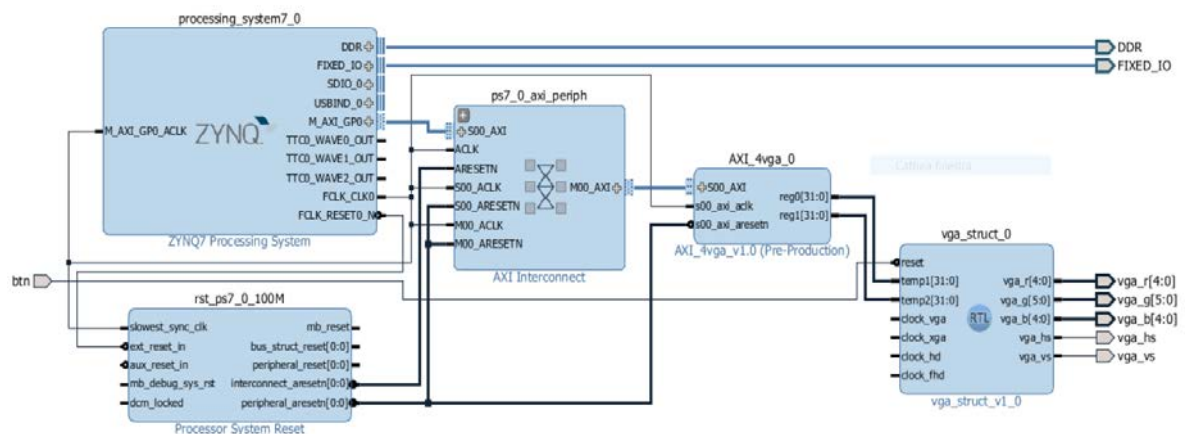 processing_system7_0
DDR
FIXED_IO
SDIO_0
USBIND_0
M_AXI_GP0
TTC0_WAVE0_OUT
TTC0_WAVE1_OUT
TTC0_WAVE2_OUT
FCLK_CLK0
FCLK_RESET0_N
M_AXI_GP0_ACLK
ZYNQ
ZYNQ7 Processing System
DDR
FIXED_IO
ps7_0_axi_periph
S00_AXI
ACLK
ARESETN
S00_ACLK
S00_ARESETN
M00_ACLK
M00_ARESETN
M00_AXI
AXI Interconnect
AXI_4vga_0
S00_AXI
s00_axi_aclk
s00_axi_aresetn
reg0[31:0]
reg1[31:0]
AXI_4vga_v1.0 (Pre-Production)
Cattura finestra
btn
rst_ps7_0_100M
slowest_sync_clk
ext_reset_in
aux_reset_in
mb_debug_sys_rst
dcm_locked
mb_reset
bus_struct_reset[0:0]
peripheral_reset[0:0]
interconnect_aresetn[0:0]
peripheral_aresetn[0:0]
Processor System Reset
vga_struct_0
reset
temp1[31:0]
temp2[31:0]
clock_vga
clock_xga
clock_hd
clock_fhd
RTL
vga_r[4:0]
vga_g[5:0]
vga_b[4:0]
vga_hs
vga_vs
vga_struct_v1_0
vga_r[4:0]
vga_g[5:0]
vga_b[4:0]
vga_hs
vga_vs